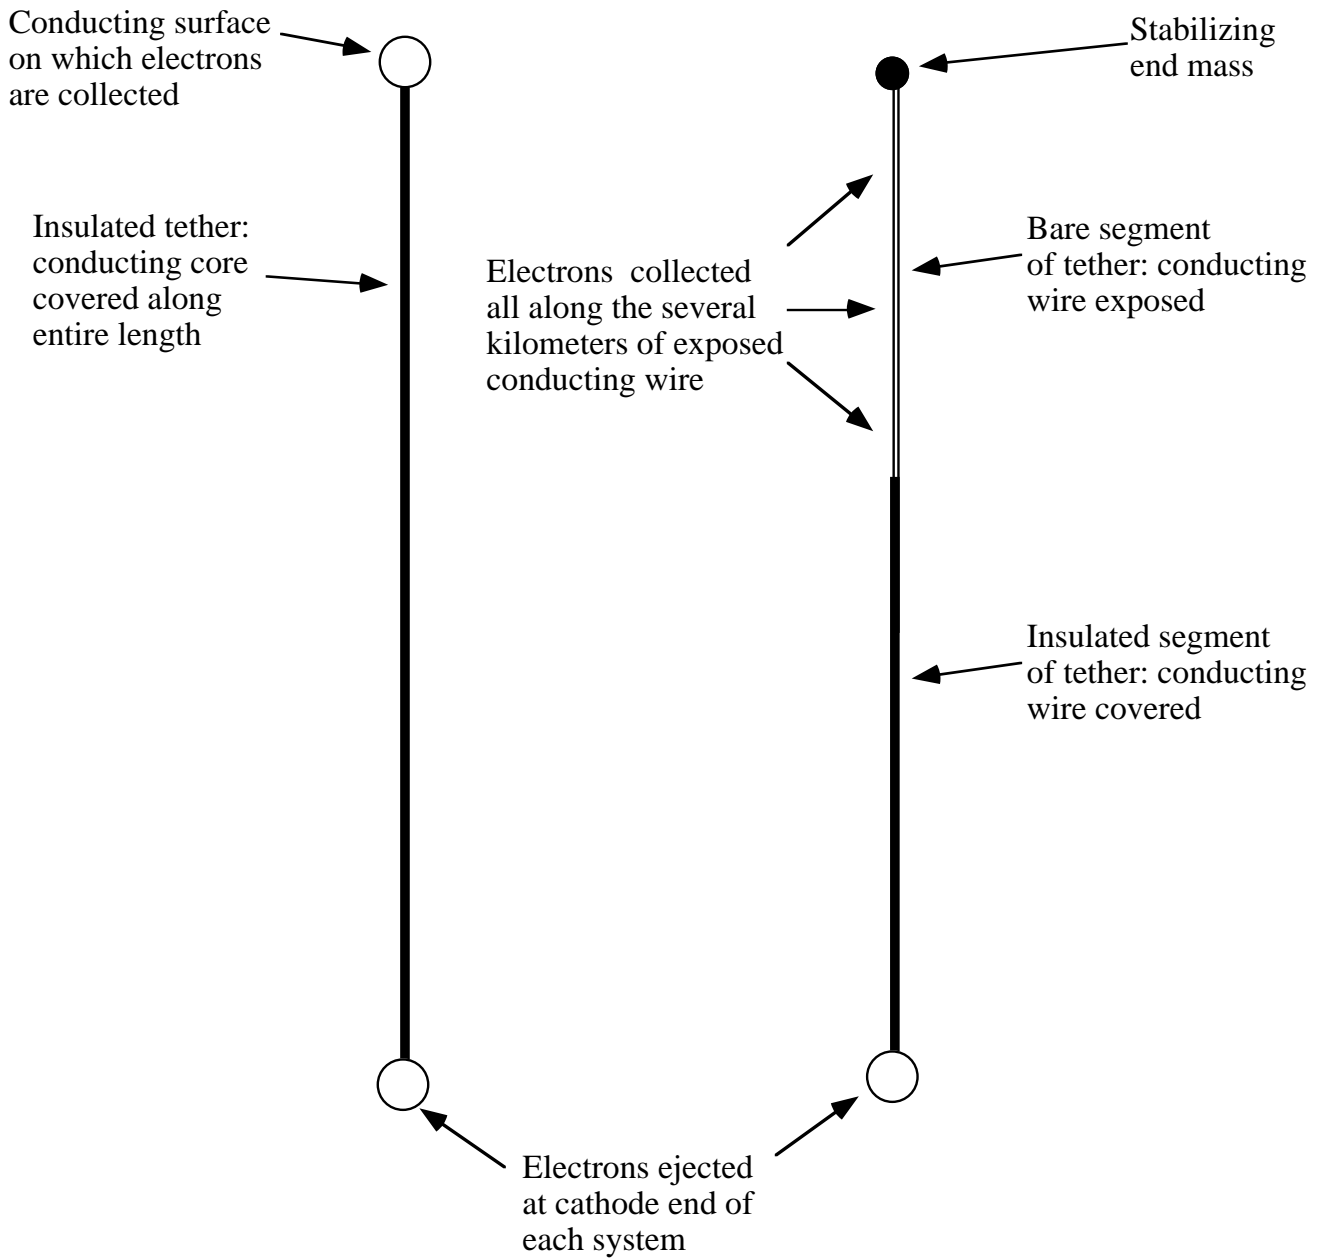 Conducting surface
on which electrons
are collected
Stabilizing
end mass
Insulated tether:
conducting core
covered along
entire length
Electrons collected
all along the several
kilometers of exposed
conducting wire
Bare segment
of tether: conducting
wire exposed
Insulated segment
of tether: conducting
wire covered
Electrons ejected
at cathode end of
each system